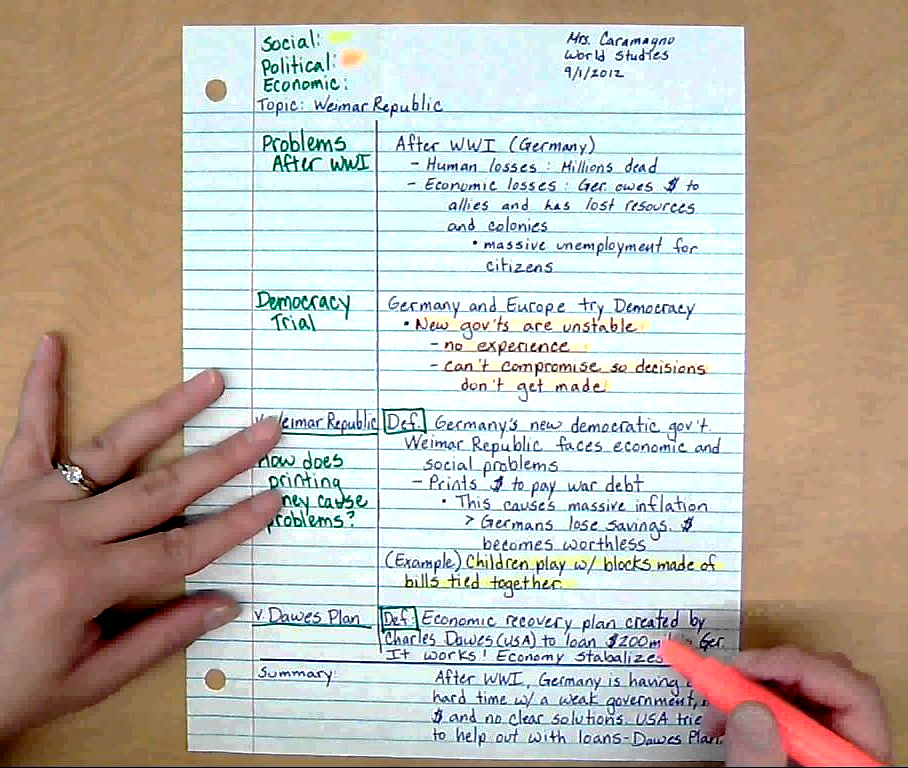 Social:
Political:
Economic:
Topic: Weimar Republic
Mrs. Caramagno
World Studies
9/1/2012
Problems
After WWI
After WWI (Germany)
- Human losses: Millions dead
- Economic losses: Ger. owes $ to
allies and has lost resources
and colonies
• massive unemployment for
citizens
Democracy
Trial
Germany and Europe try Democracy
• New gov'ts are unstable
- no experience
- can't compromise so decisions
don't get made
Weimar Republic
Def. Germany's new democratic gov't.
Weimar Republic faces economic and
social problems
How does
printing
cause
problems?
- Prints $ to pay war debt
• This causes massive inflation
> Germans lose savings. $
becomes worthless
(Example) Children play w/ blocks made of
bills tied together.
v. Dawes Plan
Def: Economic recovery plan created by
Charles Dawes (USA) to loan $200 Ger.
It works! Economy stabalizes
Summary:
After WWI, Germany is having
hard time w/ a weak government,
$ and no clear solutions. USA
to help out with loans - Dawes Plan.